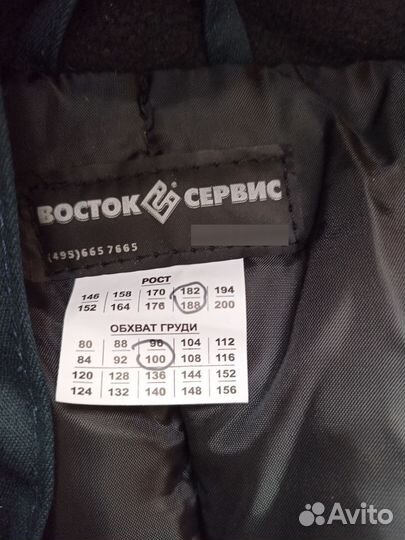 ВОСТОК СЕРВИС
(495)665 7665
РОСТ
146 158 170 182 194
152 164 176 188 200
ОБХВАТ ГРУДИ
80 88 96 104 112
84 92 100 108 116
120 128 136 144 152
124 132 140 148 156
Avito